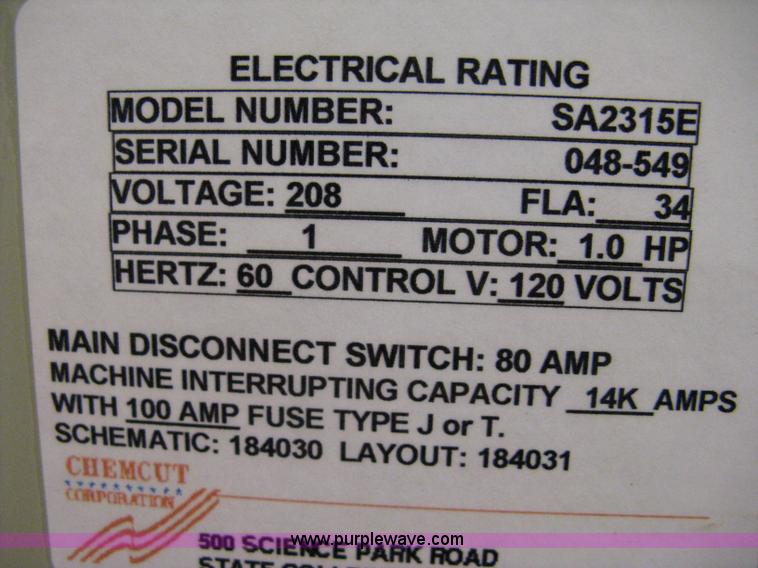 ELECTRICAL RATING
MODEL NUMBER: SA2315E
SERIAL NUMBER: 048-549
VOLTAGE: 208 FLA: 34
PHASE: 1 MOTOR: 1.0 HP
HERTZ: 60 CONTROL V: 120 VOLTS
MAIN DISCONNECT SWITCH: 80 AMP
MACHINE INTERRUPTING CAPACITY 14K AMPS
WITH 100 AMP FUSE TYPE J or T.
SCHEMATIC: 184030 LAYOUT: 184031
CHEMCUT
CORPORATION
www.purplewave.com
500 SCIENCE PARK ROAD
STATE